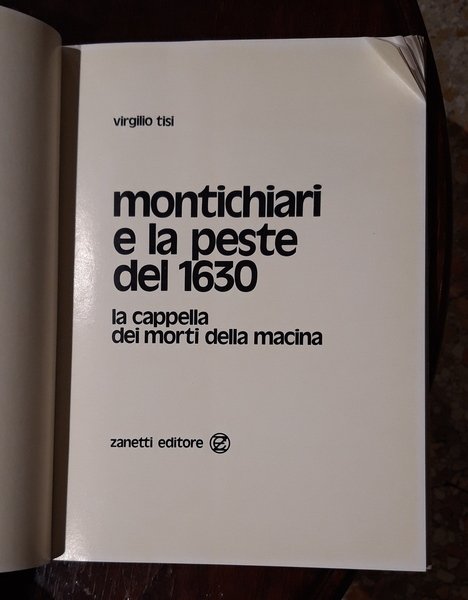 virgilio tisi
montichiari
e la peste
del 1630
la cappella
dei morti della macina
zanetti editore